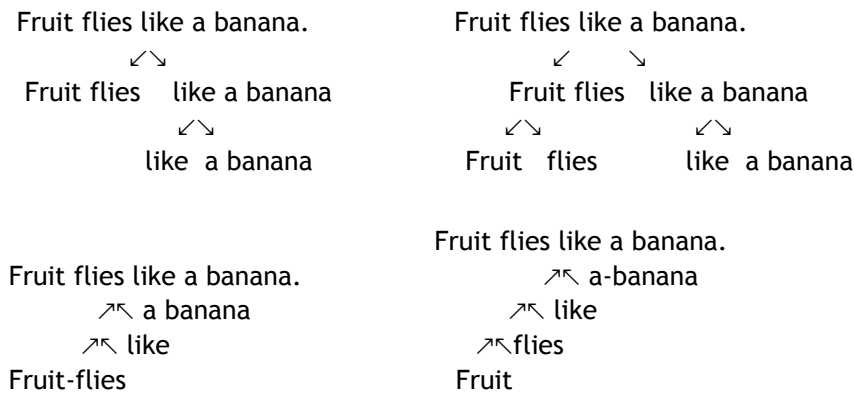 Fruit flies like a banana.
↙↘
Fruit flies like a banana
↙↘
like a banana
Fruit flies like a banana.
↙ ↘
Fruit flies like a banana
↙↘ ↙↘
Fruit flies like a banana
Fruit flies like a banana.
↗↖ a banana
↗↖ like
Fruit-flies
Fruit flies like a banana.
↗↖ a-banana
↗↖ like
↗↖flies
Fruit